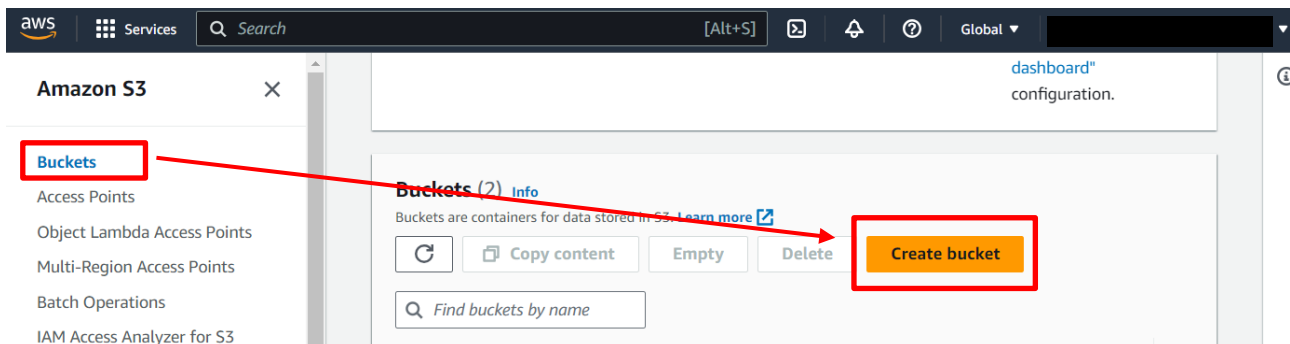 aws
Services
Search
[Alt+S]
Global
Amazon S3
Buckets
Access Points
Object Lambda Access Points
Multi-Region Access Points
Batch Operations
IAM Access Analyzer for S3
dashboard"
configuration.
Buckets (2) Info
Buckets are containers for data stored in S3. Learn more
Copy content
Empty
Delete
Create bucket
Find buckets by name